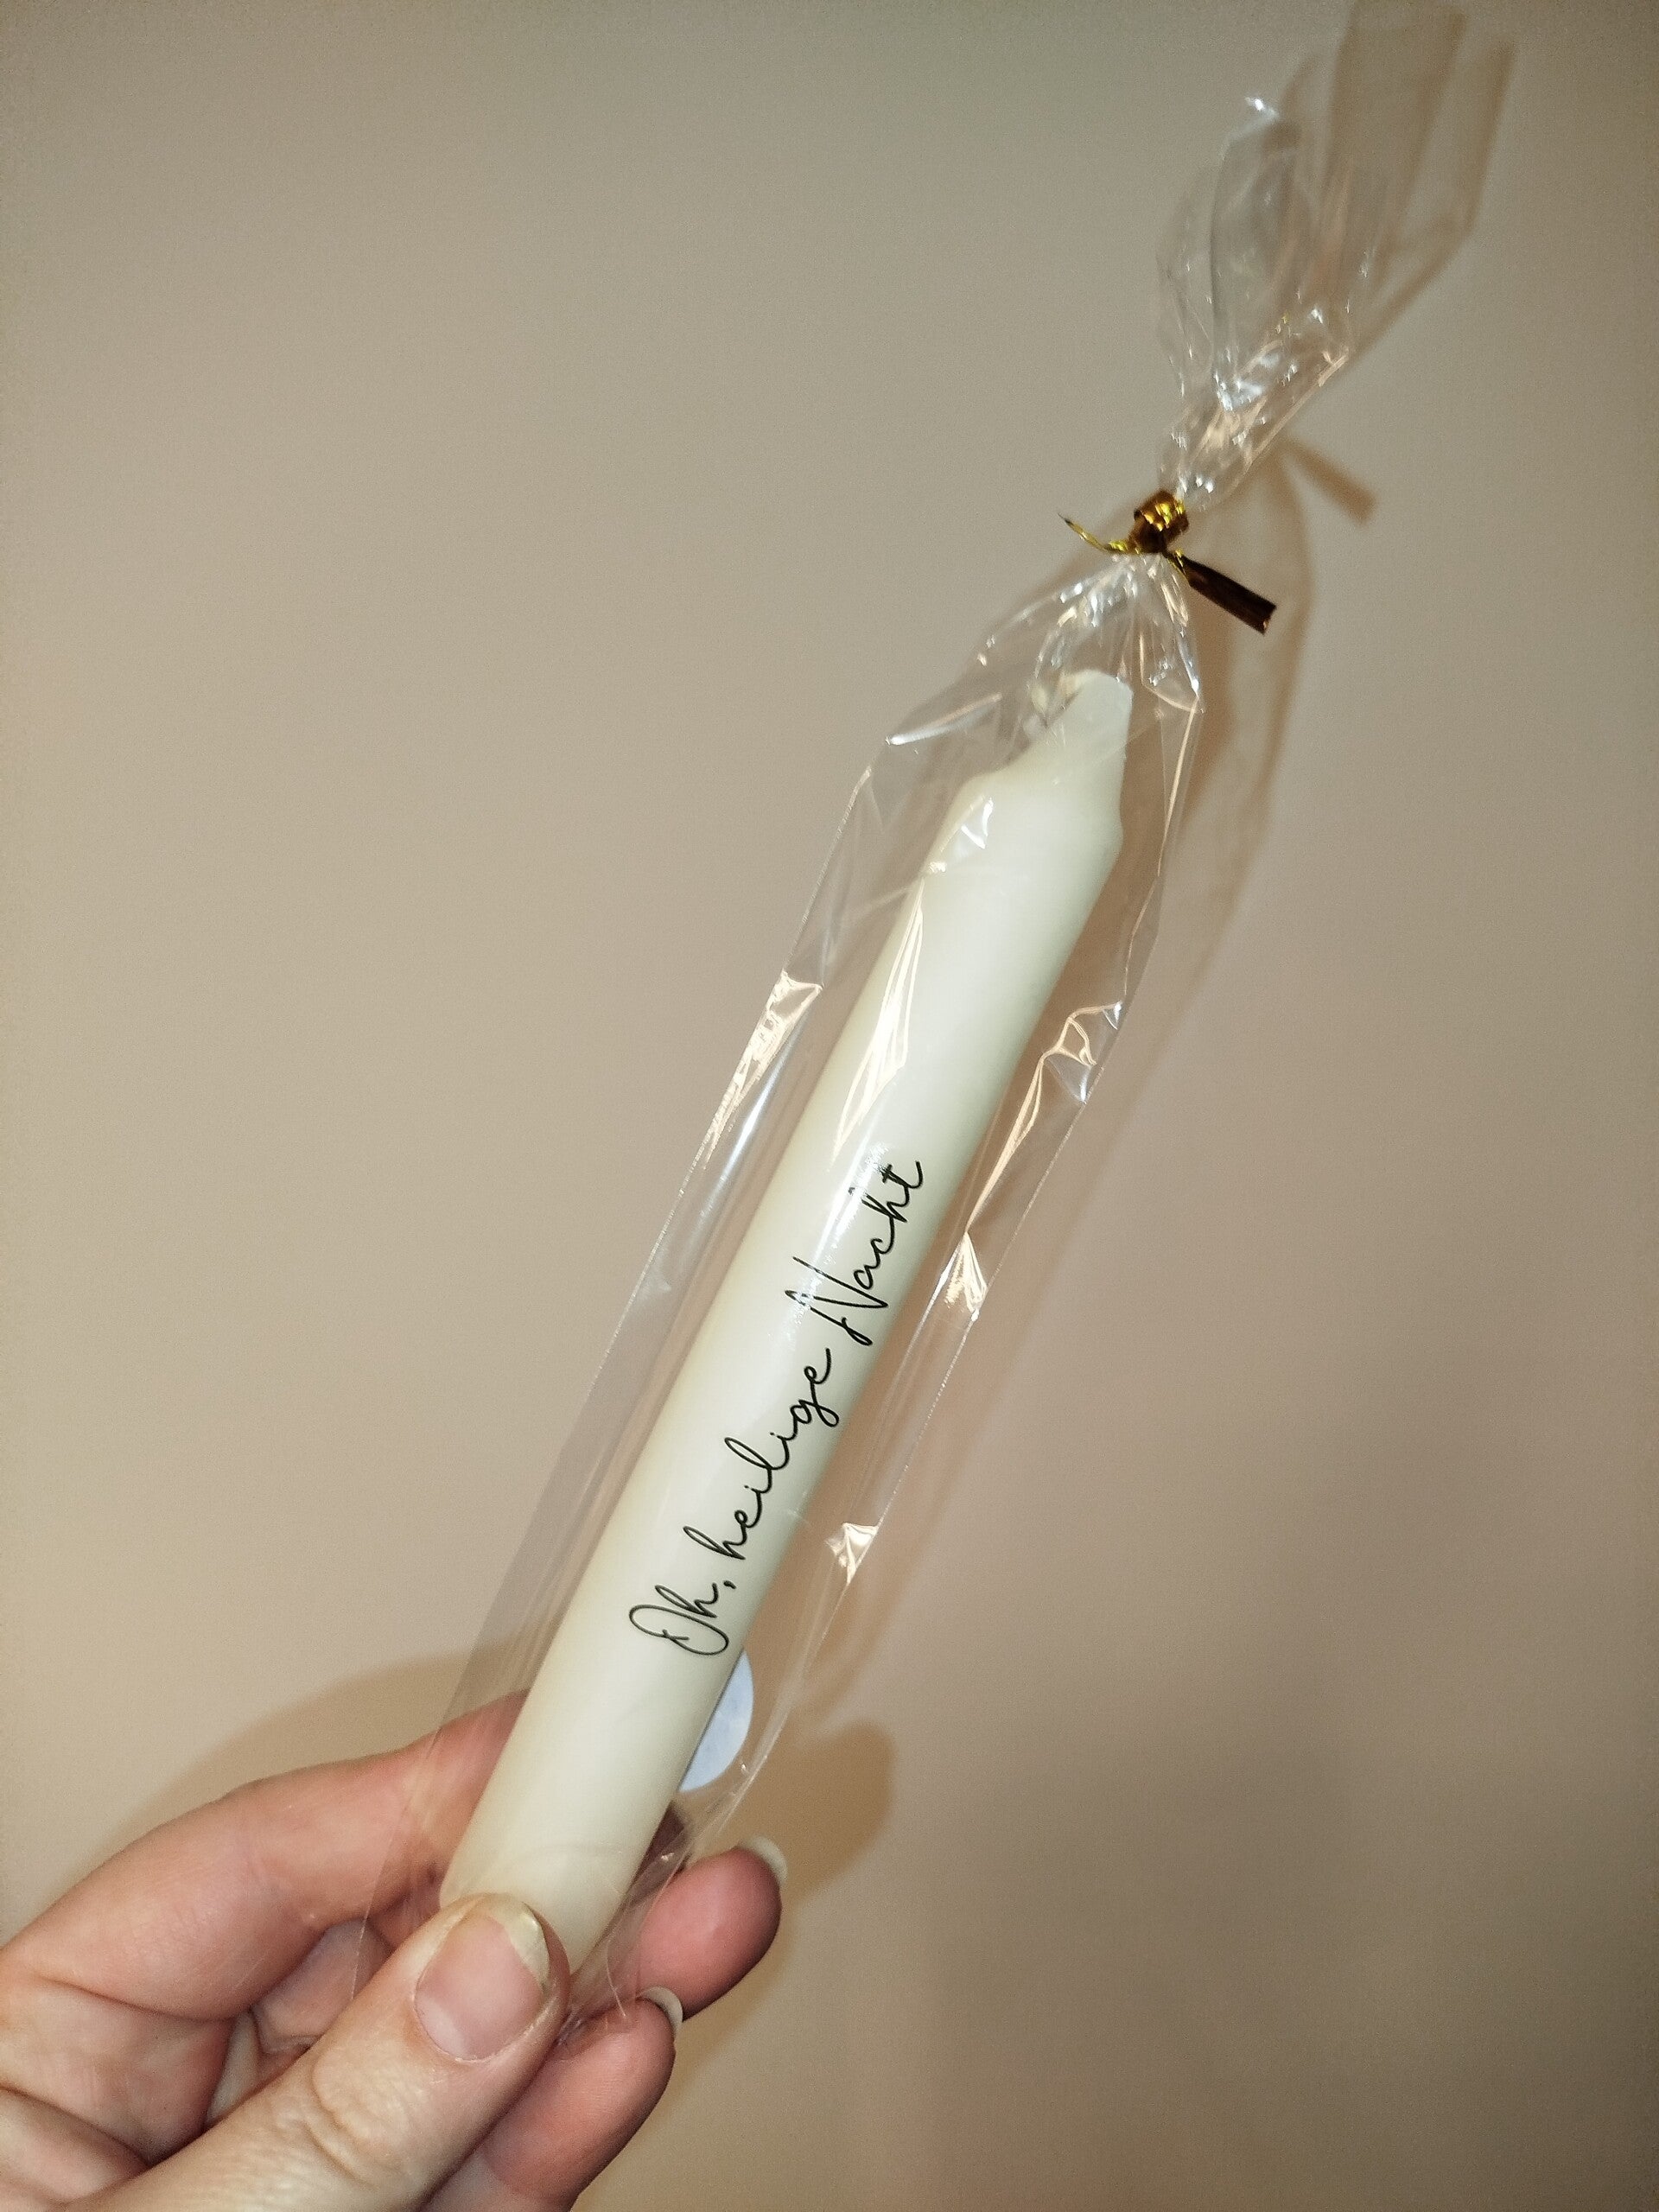 Oh, heilige Nacht